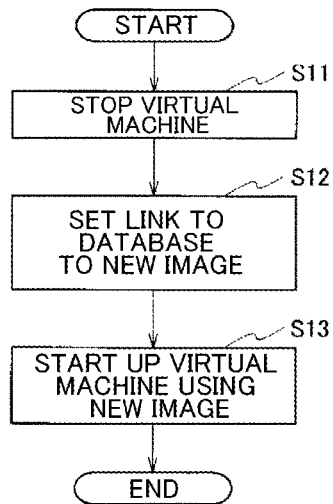 START
S11
STOP VIRTUAL
MACHINE
S12
SET LINK TO
DATABASE
TO NEW IMAGE
S13
START UP VIRTUAL
MACHINE USING
NEW IMAGE
END